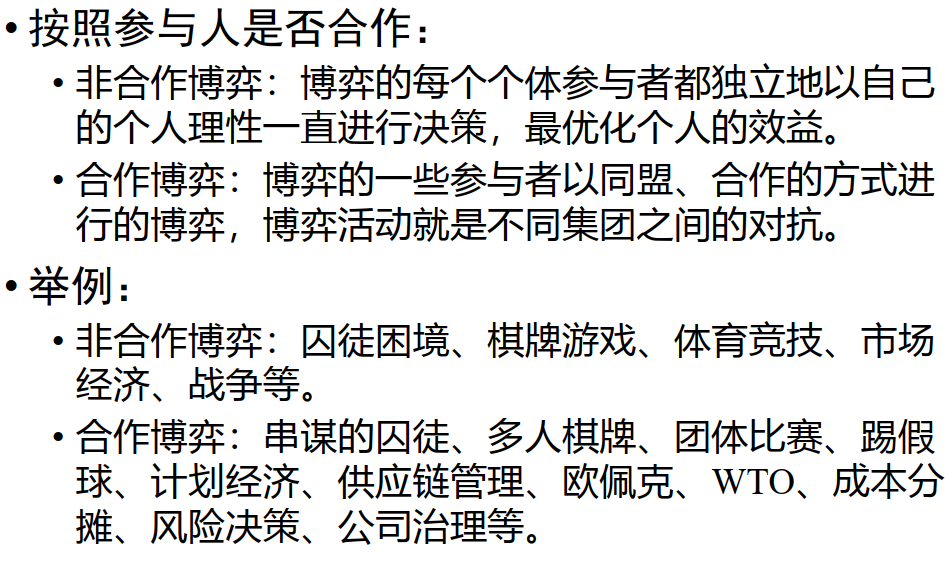 • 按照参与人是否合作：
• 非合作博弈：博弈的每个个体参与者都独立地以自己
的个人理性一直进行决策，最优化个人的效益。
• 合作博弈：博弈的一些参与者以同盟、合作的方式进
行的博弈，博弈活动就是不同集团之间的对抗。
• 举例：
• 非合作博弈：囚徒困境、棋牌游戏、体育竞技、市场
经济、战争等。
• 合作博弈：串谋的囚徒、多人棋牌、团体比赛、踢假
球、计划经济、供应链管理、欧佩克、WTO、成本分
摊、风险决策、公司治理等。